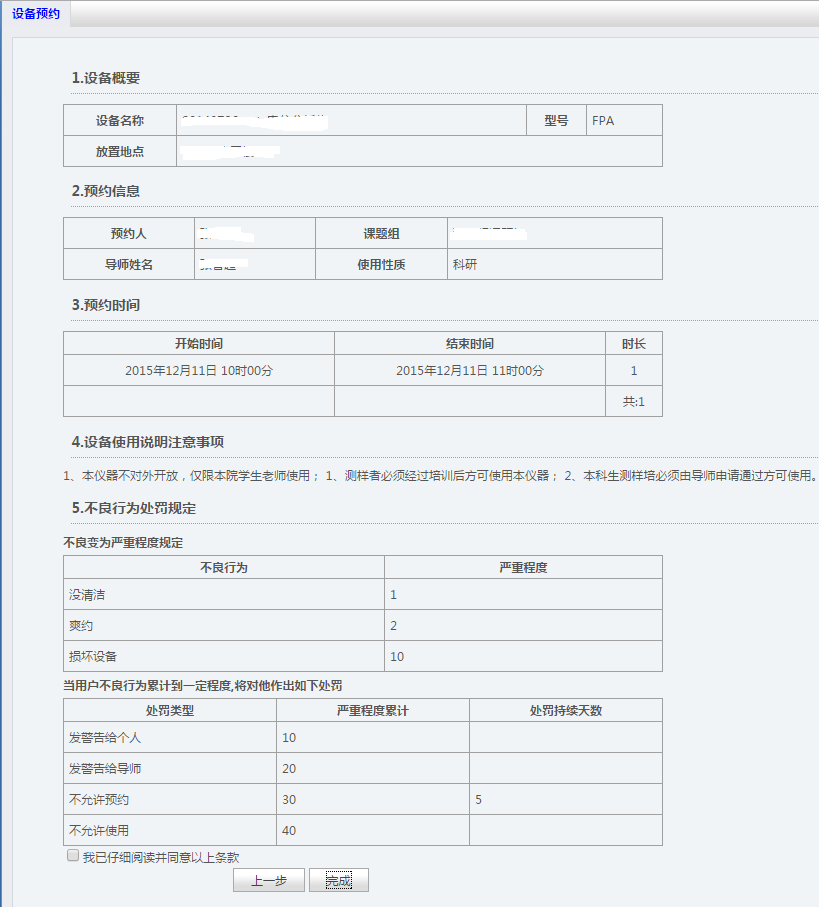 设备预约
1.设备概要
设备名称 型号 FPA
放置地点
2.预约信息
预约人 课题组
导师姓名 使用性质 科研
3.预约时间
开始时间 结束时间 时长
2015年12月11日 10时00分 2015年12月11日 11时00分 1
共:1
4.设备使用说明注意事项
1、本仪器不对外开放，仅限本院学生老师使用； 1、测样者必须经过培训后方可使用本仪器； 2、本科生测样培必须由导师申请通过方可使用。
5.不良行为处罚规定
不良变为严重程度规定
不良行为 严重程度
没清洁 1
爽约 2
损坏设备 10
当用户不良行为累计到一定程度,将对他作出如下处罚
处罚类型 严重程度累计 处罚持续天数
发警告给个人 10
发警告给导师 20
不允许预约 30 5
不允许使用 40
我已仔细阅读并同意以上条款
上一步 完成